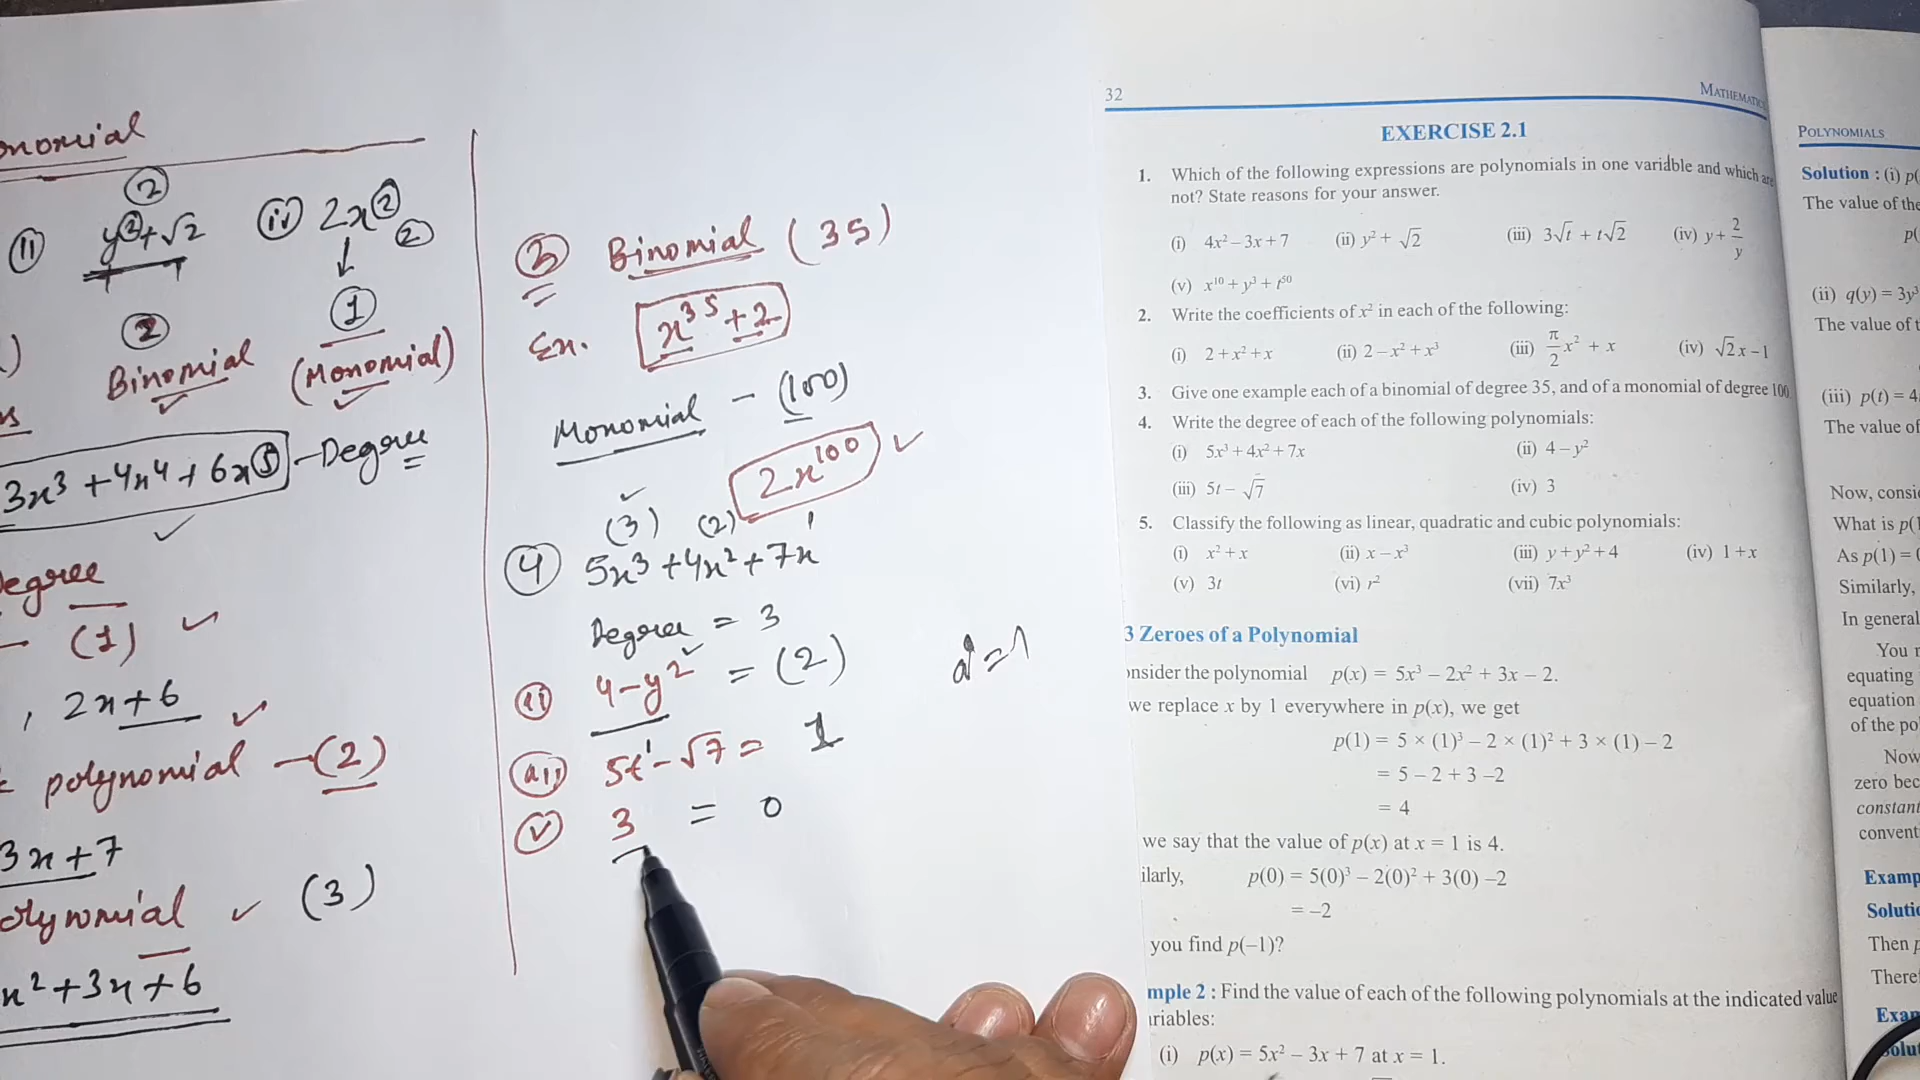 onomial
(ii) y²+√2 (2)
(iv) 2x² (2)
(2) Binomial
(1) (Monomial)
3x³ + 4x⁴ + 6x⁵ - Degree
egree
- (1)
, 2x+6
polynomial - (2)
3x+7
olynomial (3)
x²+3x+6
(3) Binomial (35)
Ex. x³⁵+2
Monomial - (100)
2x¹⁰⁰
(3) (2) 1
(4) 5x³+4x²+7x
Degree = 3
(ii) 4-y² = (2)
(iii) 5t¹-√7 = 1
(v) 3 = 0
32
MATHEMATIC
EXERCISE 2.1
1. Which of the following expressions are polynomials in one variable and which are
not? State reasons for your answer.
(i) 4x² – 3x + 7 (ii) y² + √2 (iii) 3√t + t√2 (iv) y + 2/y
(v) x¹⁰ + y³ + t⁵⁰
2. Write the coefficients of x² in each of the following:
(i) 2 + x² + x (ii) 2 – x² + x³ (iii) π/2 x² + x (iv) √2x – 1
3. Give one example each of a binomial of degree 35, and of a monomial of degree 100
4. Write the degree of each of the following polynomials:
(i) 5x³ + 4x² + 7x (ii) 4 – y²
(iii) 5t – √7 (iv) 3
5. Classify the following as linear, quadratic and cubic polynomials:
(i) x² + x (ii) x – x³ (iii) y + y² + 4 (iv) 1 + x
(v) 3t (vi) r² (vii) 7x³
3 Zeroes of a Polynomial
onsider the polynomial p(x) = 5x³ – 2x² + 3x – 2.
we replace x by 1 everywhere in p(x), we get
p(1) = 5 × (1)³ – 2 × (1)² + 3 × (1) – 2
= 5 – 2 + 3 –2
= 4
we say that the value of p(x) at x = 1 is 4.
ilarly, p(0) = 5(0)³ – 2(0)² + 3(0) –2
= –2
you find p(–1)?
mple 2 : Find the value of each of the following polynomials at the indicated value
ariables:
(i) p(x) = 5x² – 3x + 7 at x = 1.
POLYNOMIALS
Solution : (i) p(
The value of the
p(
(ii) q(y) = 3y³
The value of t
(iii) p(t) = 4
The value of
Now, consi
What is p(
As p(1) = (
Similarly,
In general
You
equating
equation
of the po
Now
zero bec
constant
convent
Examp
Soluti
Then p
There
Exa